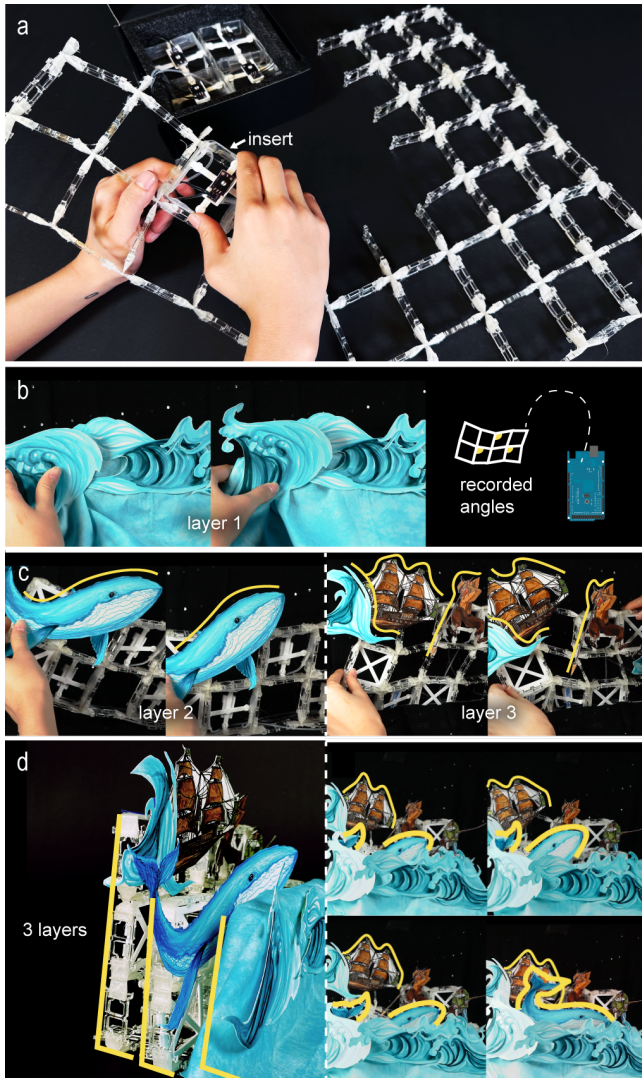 a
insert
b
layer 1
recorded
angles
c
layer 2
layer 3
d
3 layers